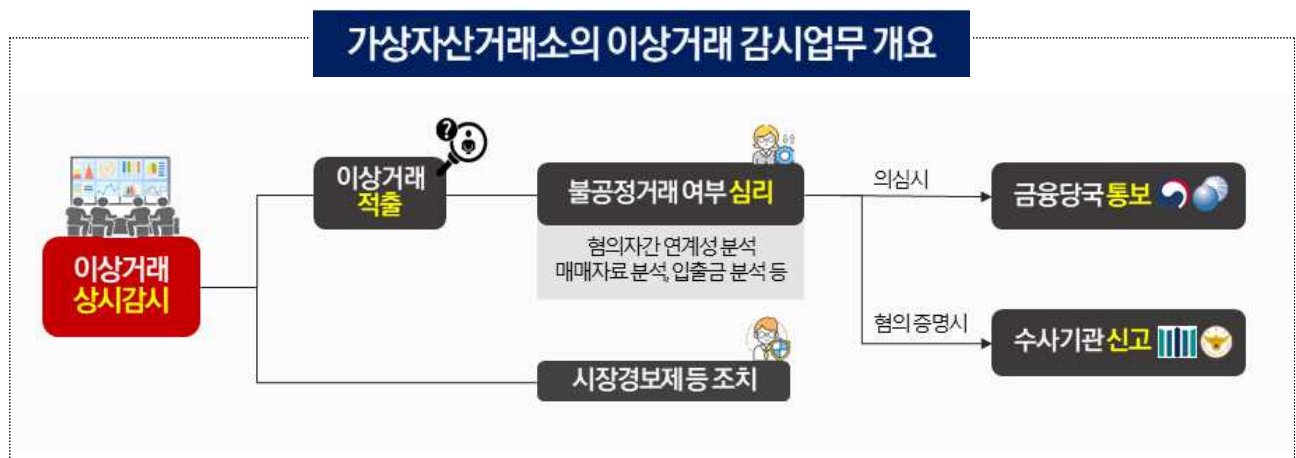 가상자산거래소의 이상거래 감시업무 개요
이상거래
상시감시
?
이상거래
적출
불공정거래 여부 심리
혐의자간 연계성 분석
매매자료 분석, 입출금 분석 등
시장경보제 등 조치
의심시
금융당국 통보
혐의 증명시
수사기관 신고